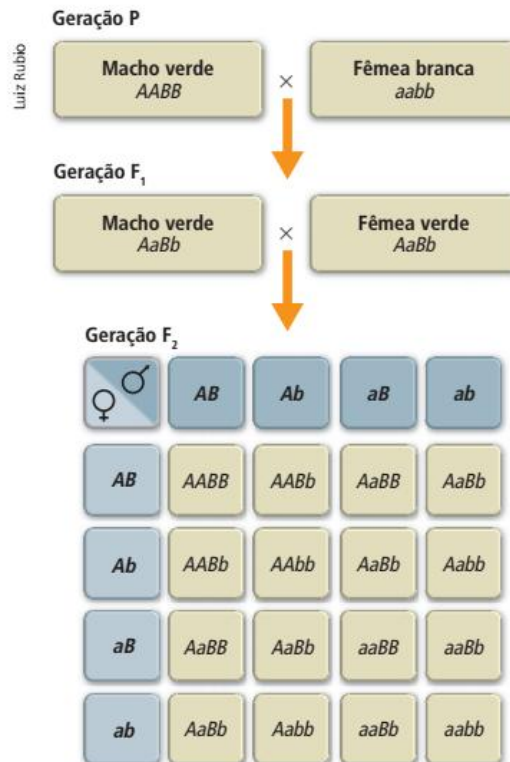 Geração P
Luiz Rubio
Macho verde
AABB
×
Fêmea branca
aabb
Geração F₁
Macho verde
AaBb
×
Fêmea verde
AaBb
Geração F₂
♀ ♂ AB Ab aB ab
AB AABB AABb AaBB AaBb
Ab AABb AAbb AaBb Aabb
aB AaBB AaBb aaBB aaBb
ab AaBb Aabb aaBb aabb